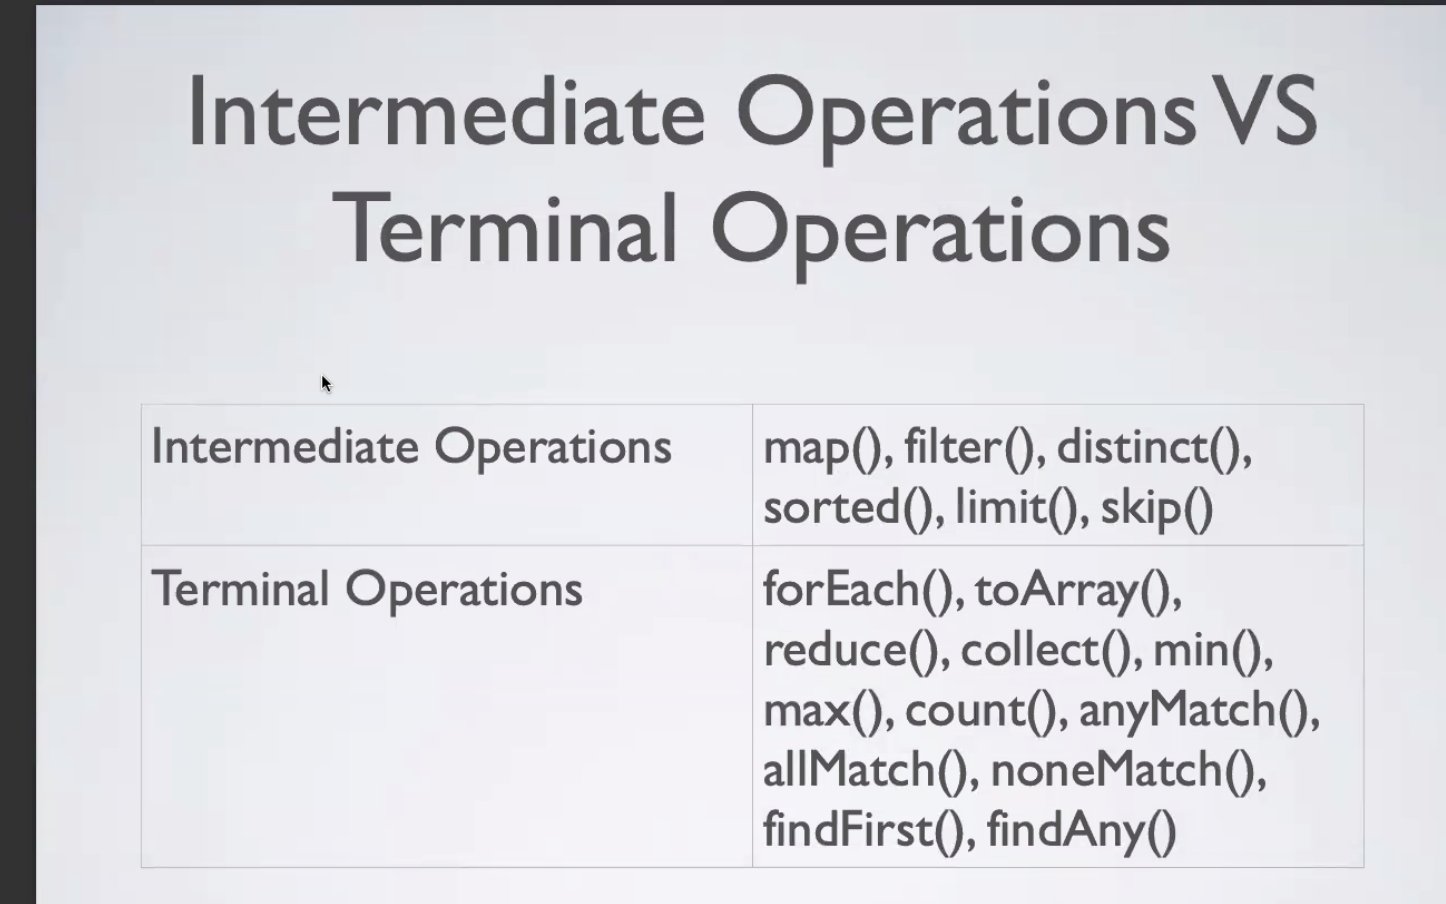 Intermediate Operations VS
Terminal Operations
Intermediate Operations
map(), filter(), distinct(),
sorted(), limit(), skip()
Terminal Operations
forEach(), toArray(),
reduce(), collect(), min(),
max(), count(), anyMatch(),
allMatch(), noneMatch(),
findFirst(), findAny()